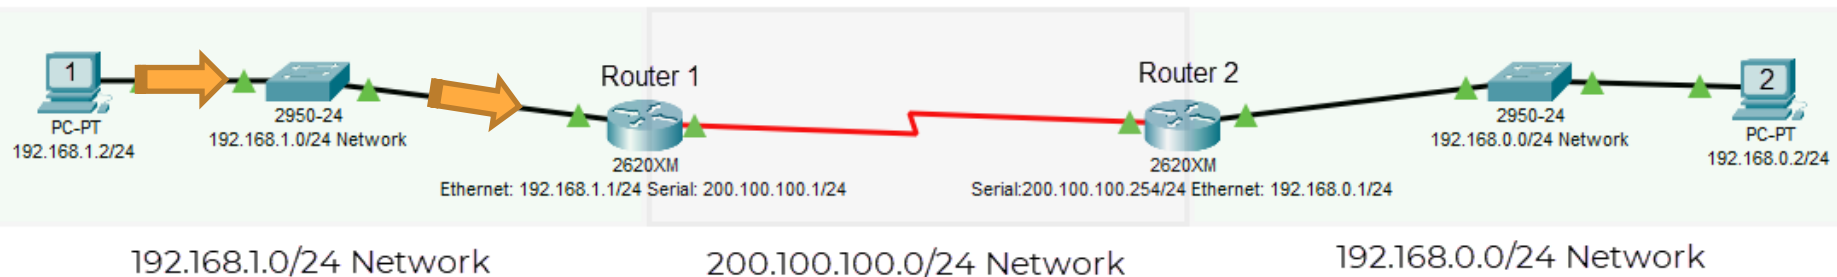 1
PC-PT
192.168.1.2/24
2950-24
192.168.1.0/24 Network
Router 1
2620XM
Ethernet: 192.168.1.1/24 Serial: 200.100.100.1/24
Router 2
2620XM
Serial:200.100.100.254/24 Ethernet: 192.168.0.1/24
2950-24
192.168.0.0/24 Network
2
PC-PT
192.168.0.2/24
192.168.1.0/24 Network
200.100.100.0/24 Network
192.168.0.0/24 Network